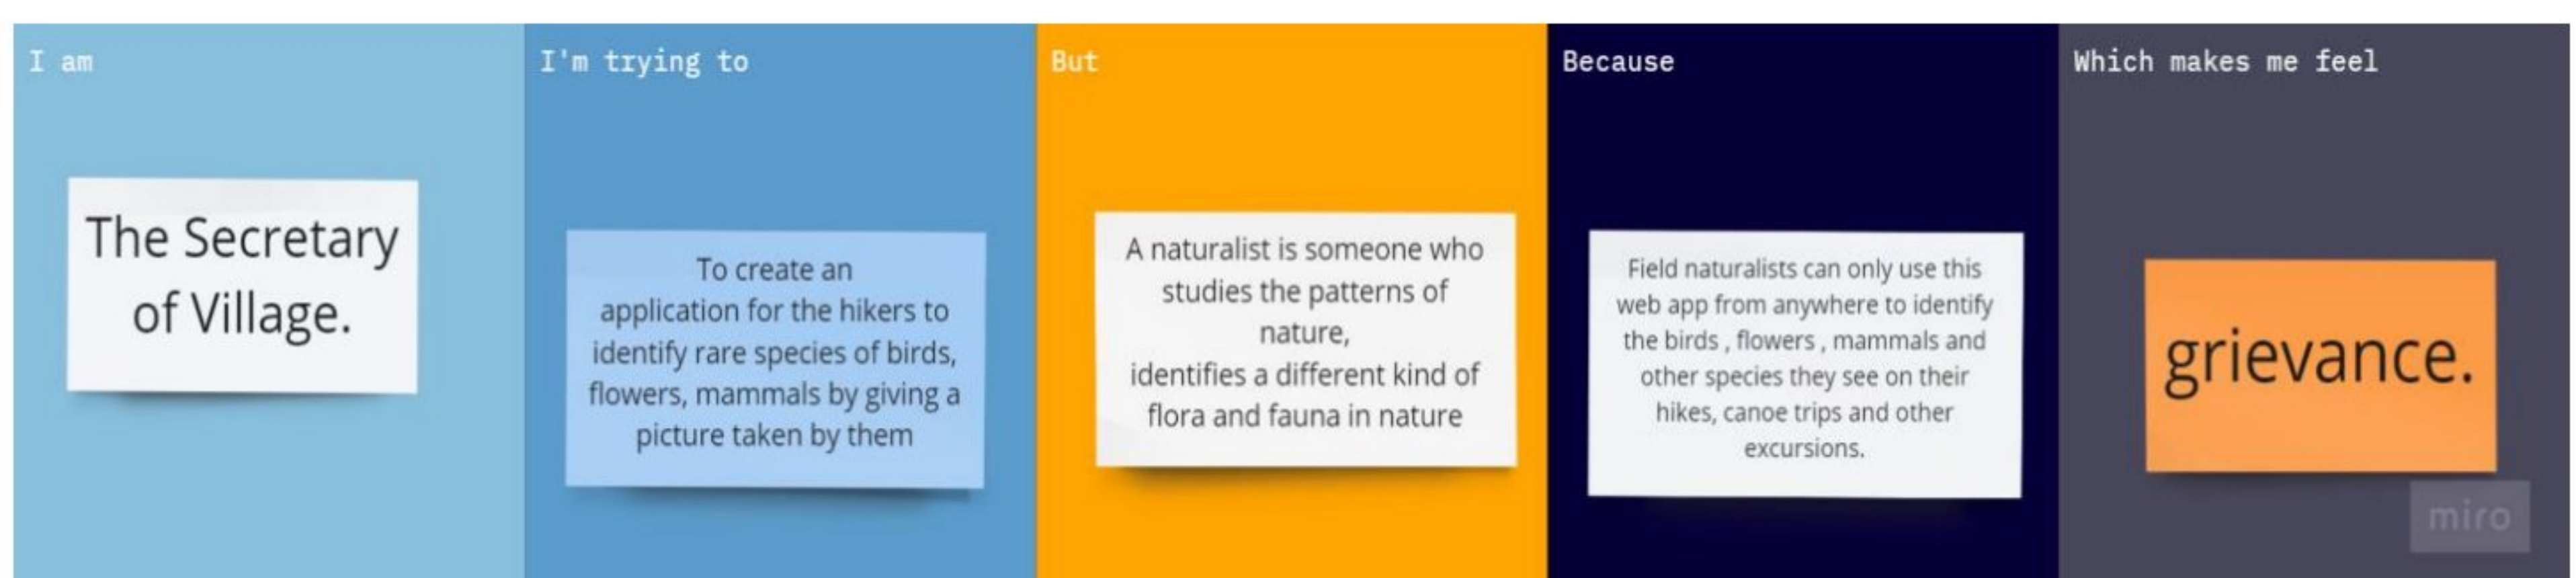 I am
The Secretary
of Village.
I'm trying to
To create an
application for the hikers to
identify rare species of birds,
flowers, mammals by giving a
picture taken by them
But
A naturalist is someone who
studies the patterns of
nature,
identifies a different kind of
flora and fauna in nature
Because
Field naturalists can only use this
web app from anywhere to identify
the birds , flowers , mammals and
other species they see on their
hikes, canoe trips and other
excursions.
Which makes me feel
grievance.
miro